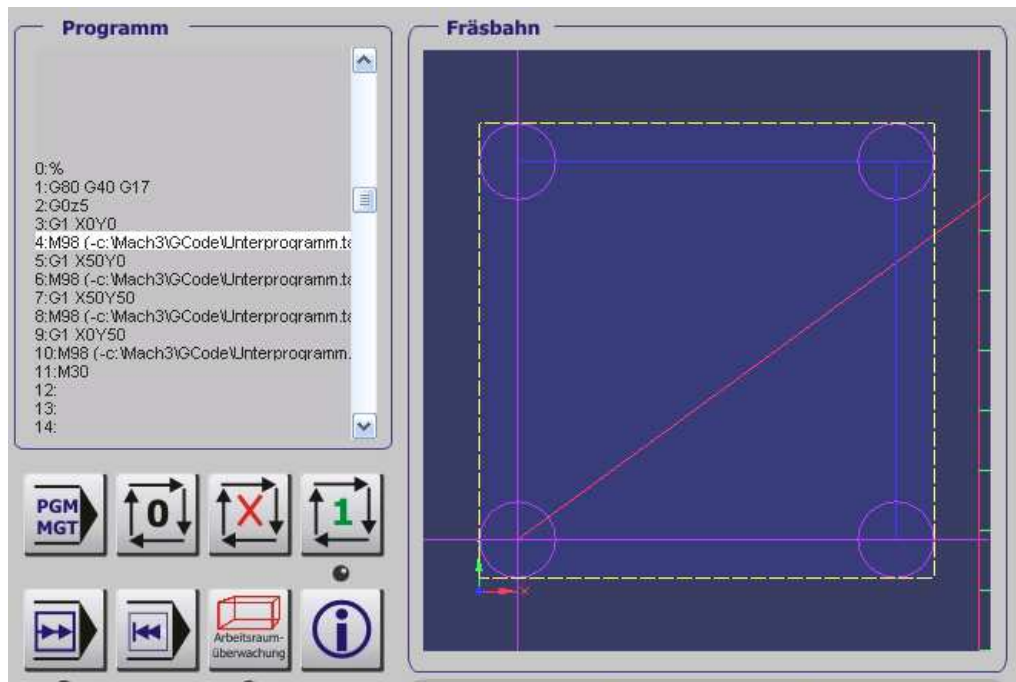 Programm
0:%
1:G80 G40 G17
2:G0z5
3:G1 X0Y0
4:M98 (-c:\Mach3\GCode\Unterprogramm.ta
5:G1 X50Y0
6:M98 (-c:\Mach3\GCode\Unterprogramm.ta
7:G1 X50Y50
8:M98 (-c:\Mach3\GCode\Unterprogramm.ta
9:G1 X0Y50
10:M98 (-c:\Mach3\GCode\Unterprogramm.
11:M30
12:
13:
14:
Fräsbahn
X
PGM
MGT
0
X
1
Arbeitsraum-
überwachung
i